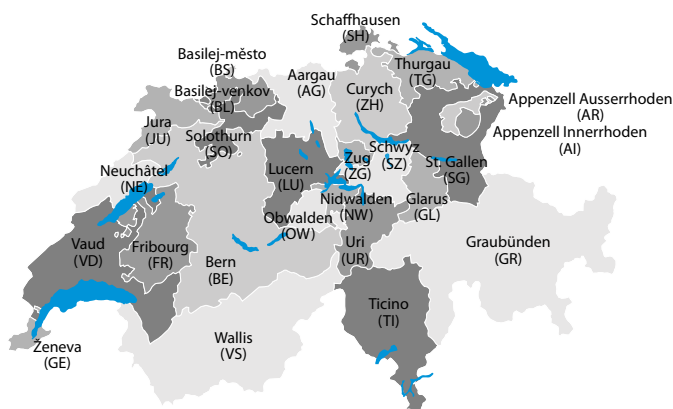 Schaffhausen
(SH)
Basilej-město
(BS)
Thurgau
(TG)
Aargau
(AG)
Basilej-venkov
(BL)
Curych
(ZH)
Appenzell Ausserrhoden
(AR)
Jura
(JU)
Solothurn
(SO)
Appenzell Innerrhoden
(AI)
Schwyz
(SZ)
Zug
(ZG)
St. Gallen
(SG)
Neuchâtel
(NE)
Lucern
(LU)
Nidwalden
(NW)
Glarus
(GL)
Obwalden
(OW)
Vaud
(VD)
Fribourg
(FR)
Uri
(UR)
Graubünden
(GR)
Bern
(BE)
Ticino
(TI)
Wallis
(VS)
Ženeva
(GE)